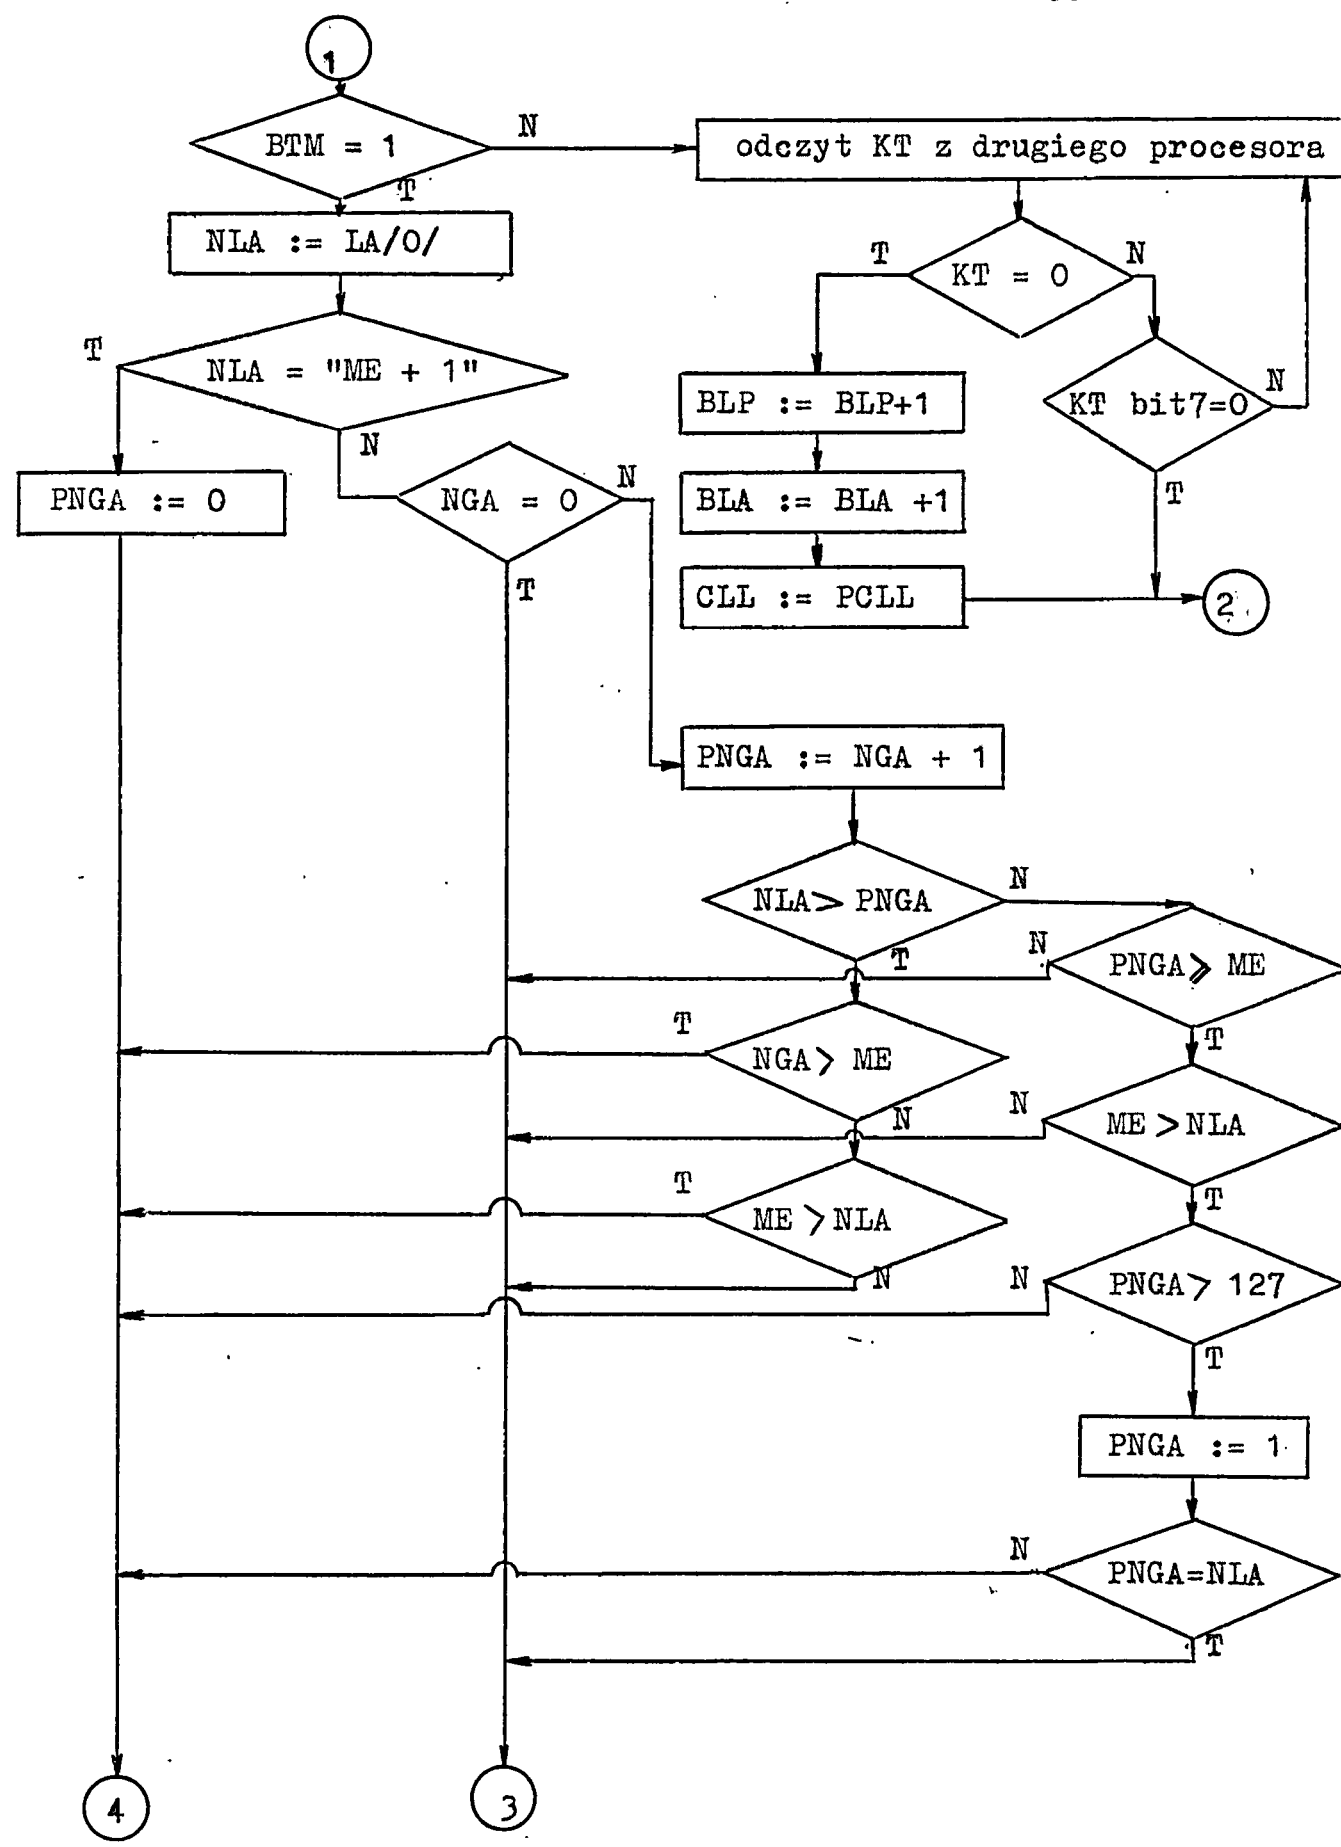 1
BTM = 1
N
T
odczyt KT z drugiego procesora
NLA := LA/0/
KT = 0
T
N
NLA = "ME + 1"
T
N
KT bit7=0
N
T
BLP := BLP+1
BLA := BLA +1
CLL := PCLL
2
PNGA := 0
NGA = 0
N
T
PNGA := NGA + 1
NLA > PNGA
N
T
PNGA ⩾ ME
N
T
NGA > ME
T
N
ME > NLA
N
T
ME > NLA
T
N
PNGA > 127
N
T
PNGA := 1
PNGA=NLA
N
T
4
3